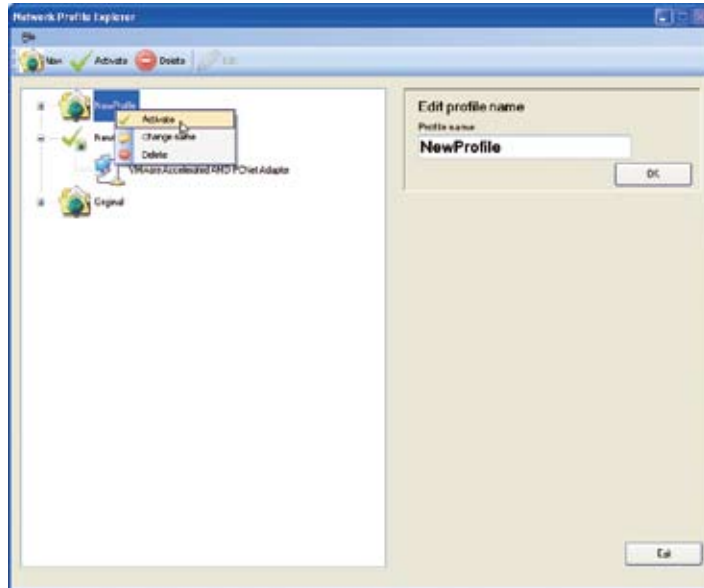 Network Profile Explorer
File
New Activate Delete Edit
NewProfile
Activate
Change name
Delete
VMware Accelerated AMD PCNet Adapter
Original
Edit profile name
Profile name
NewProfile
OK
Exit